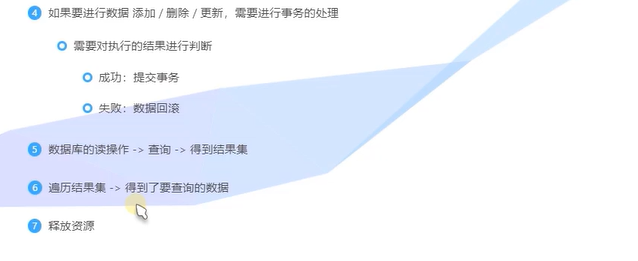 4 如果要进行数据 添加 / 删除 / 更新，需要进行事务的处理
需要对执行的结果进行判断
成功：提交事务
失败：数据回滚
5 数据库的读操作 -> 查询 -> 得到结果集
6 遍历结果集 -> 得到了要查询的数据
7 释放资源